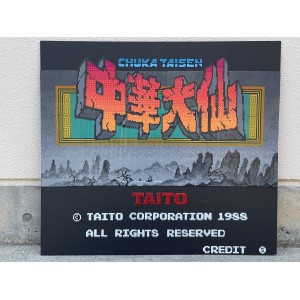 CHUKA TAISEN
中華大仙
TAITO
© TAITO CORPORATION 1988
ALL RIGHTS RESERVED
CREDIT 0